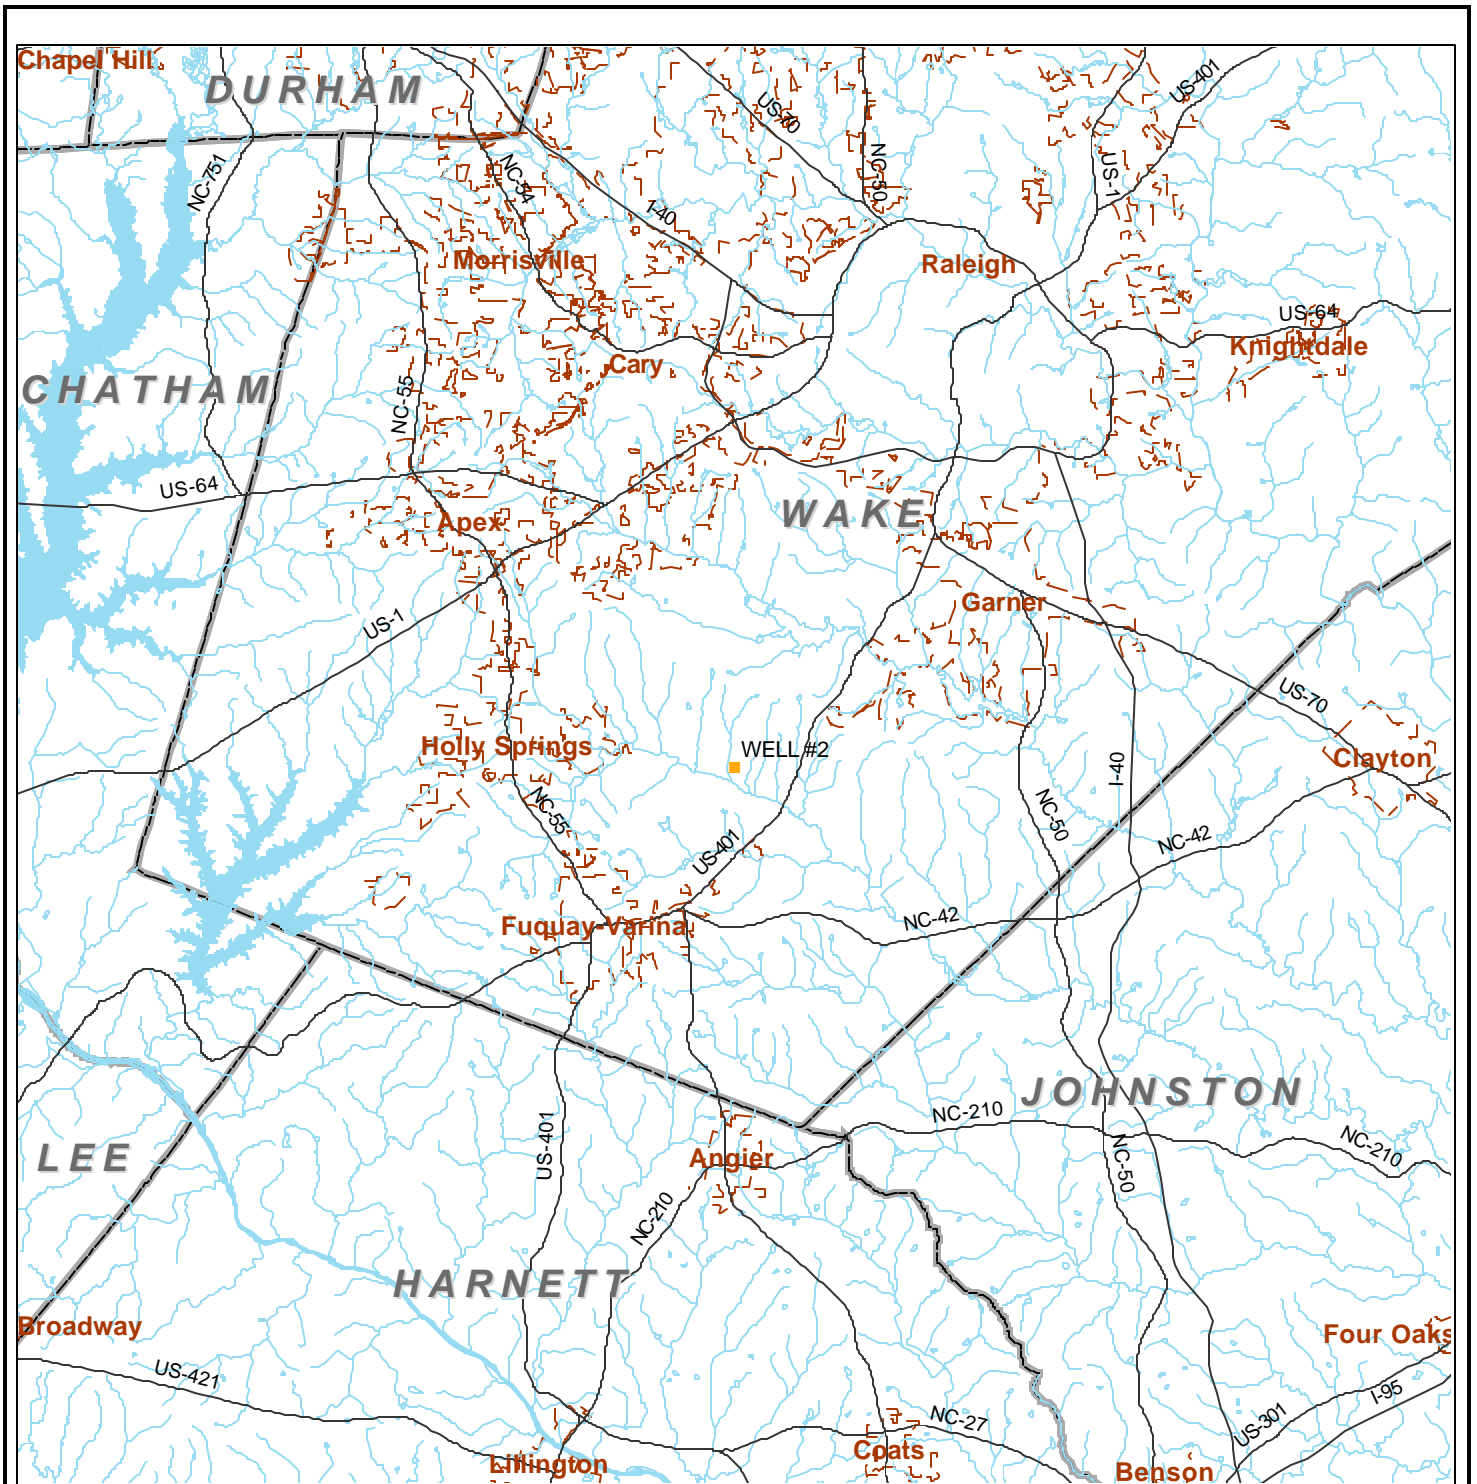 Chapel Hill
DURHAM
US-70
US-401
NC-751
NC-54
NC-50
US-1
I-40
Morrisville
Raleigh
US-64
Knightdale
Cary
CHATHAM
NC-55
US-64
WAKE
Apex
Garner
US-1
US-70
Holly Springs
WELL #2
Clayton
I-40
NC-55
NC-50
NC-42
US-401
NC-42
Fuquay-Varina
JOHNSTON
NC-210
US-401
NC-210
LEE
Angier
NC-50
NC-210
HARNETT
Broadway
Four Oaks
US-421
I-95
NC-27
US-301
Coats
Lillington
Benson